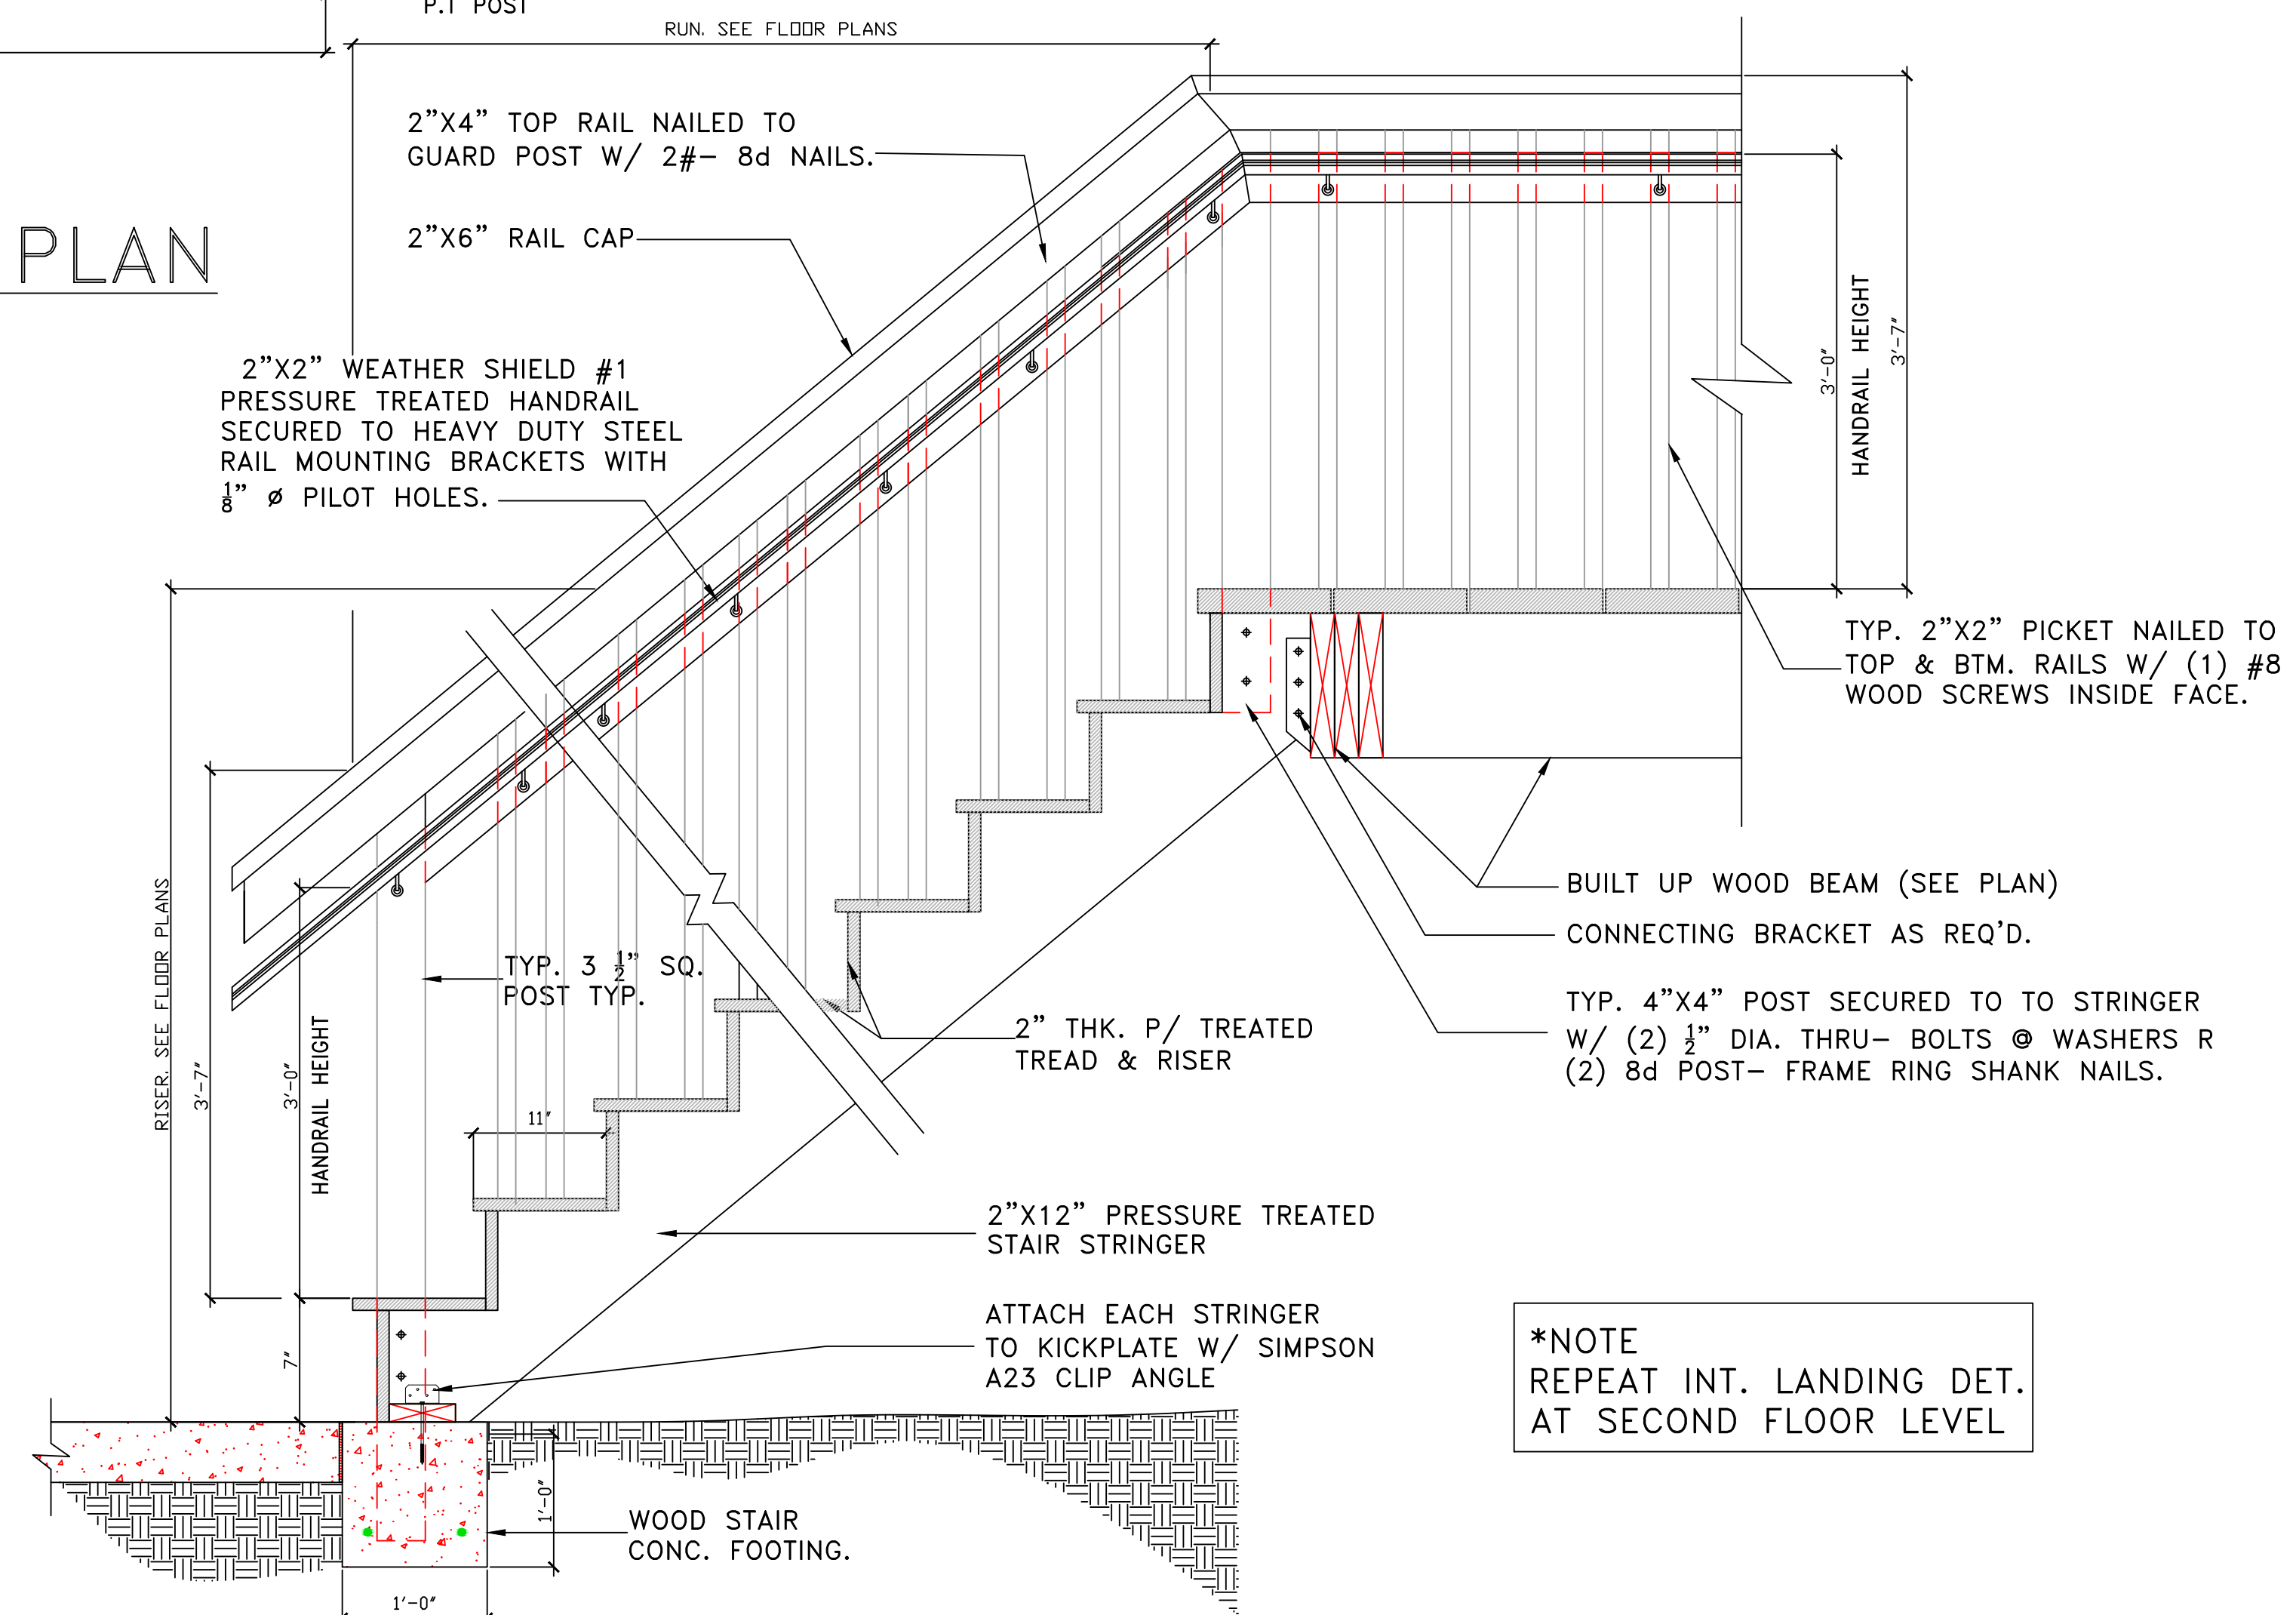 P.T POST
RUN. SEE FLOOR PLANS
2"X4" TOP RAIL NAILED TO
GUARD POST W/ 2#- 8d NAILS.
2"X6" RAIL CAP
PLAN
2"X2" WEATHER SHIELD #1
PRESSURE TREATED HANDRAIL
SECURED TO HEAVY DUTY STEEL
RAIL MOUNTING BRACKETS WITH
1/8" ø PILOT HOLES.
3'-0"
HANDRAIL HEIGHT
3'-7"
TYP. 2"X2" PICKET NAILED TO
TOP & BTM. RAILS W/ (1) #8
WOOD SCREWS INSIDE FACE.
BUILT UP WOOD BEAM (SEE PLAN)
CONNECTING BRACKET AS REQ'D.
TYP. 4"X4" POST SECURED TO TO STRINGER
W/ (2) 1/2" DIA. THRU- BOLTS @ WASHERS R
(2) 8d POST- FRAME RING SHANK NAILS.
RISER. SEE FLOOR PLANS
3'-7"
3'-0"
HANDRAIL HEIGHT
7"
TYP. 3 1/2" SQ.
POST TYP.
11"
2" THK. P/ TREATED
TREAD & RISER
2"X12" PRESSURE TREATED
STAIR STRINGER
ATTACH EACH STRINGER
TO KICKPLATE W/ SIMPSON
A23 CLIP ANGLE
*NOTE
REPEAT INT. LANDING DET.
AT SECOND FLOOR LEVEL
1'-0"
WOOD STAIR
CONC. FOOTING.
1'-0"